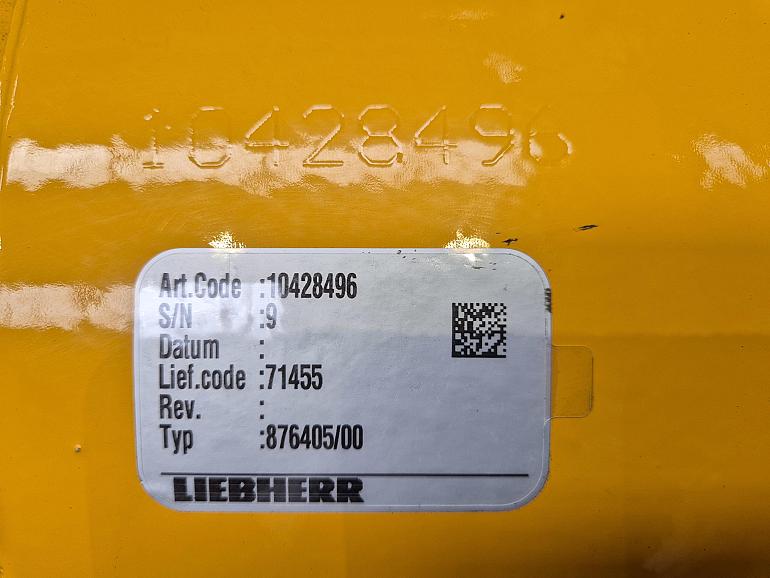 10428496
Art.Code :10428496
S/N :9
Datum :
Lief.code :71455
Rev. :
Typ :876405/00
LIEBHERR